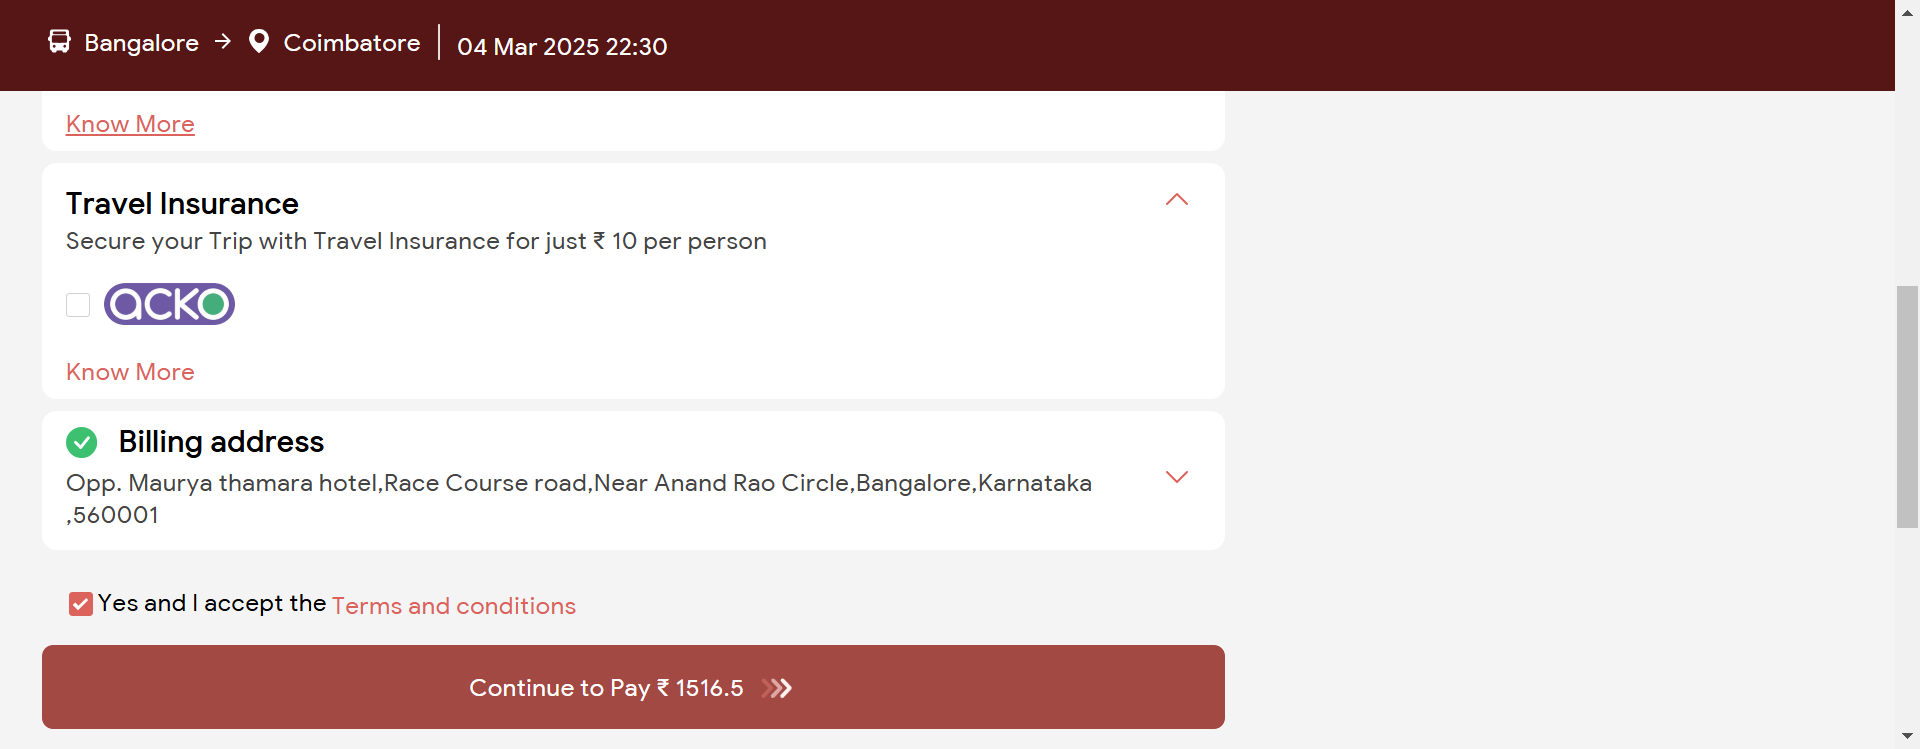 Bangalore → Coimbatore | 04 Mar 2025 22:30
Know More
Travel Insurance
Secure your Trip with Travel Insurance for just ₹ 10 per person
acko
Know More
Billing address
Opp. Maurya thamara hotel,Race Course road,Near Anand Rao Circle,Bangalore,Karnataka
,560001
Yes and I accept the Terms and conditions
Continue to Pay ₹ 1516.5